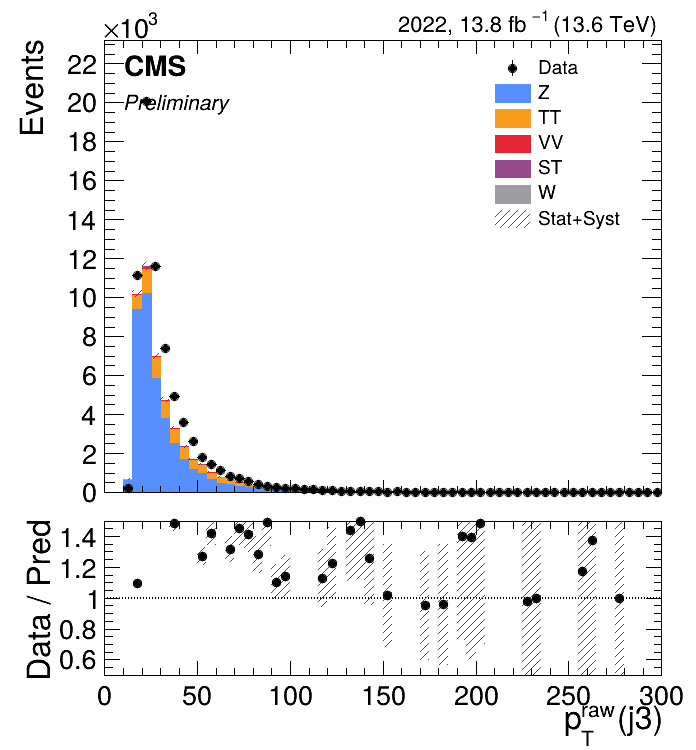 ×10³
2022, 13.8 fb⁻¹ (13.6 TeV)
Events
CMS
Preliminary
Data
Z
TT
VV
ST
W
Stat+Syst
22
20
18
16
14
12
10
8
6
4
2
0
Data / Pred
1.4
1.2
1
0.8
0.6
0 50 100 150 200 250 300
p_T^raw(j3)